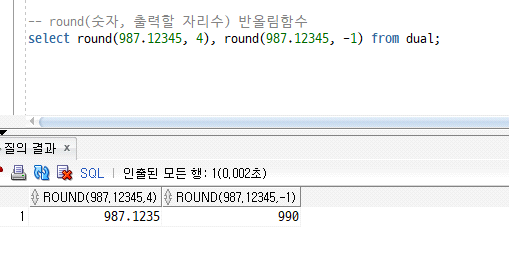 -- round(숫자, 출력할 자리수) 반올림함수
select round(987.12345, 4), round(987.12345, -1) from dual;
질의 결과 x
SQL | 인출된 모든 행: 1(0,002초)
ROUND(987,12345,4) ROUND(987,12345,-1)
1 987.1235 990